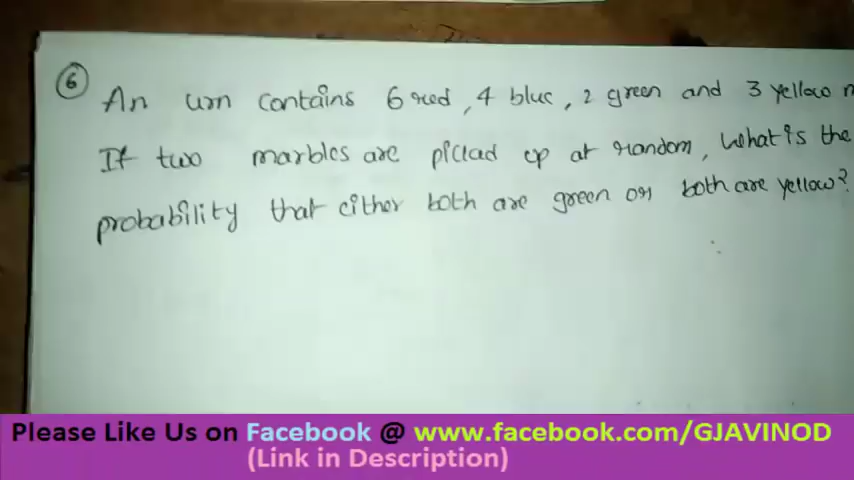 6 An urn contains 6 red, 4 blue, 2 green and 3 yellow
If two marbles are picked up at random, what is the
probability that either both are green or both are yellow?
Please Like Us on Facebook @ www.facebook.com/GJAVINOD
(Link in Description)